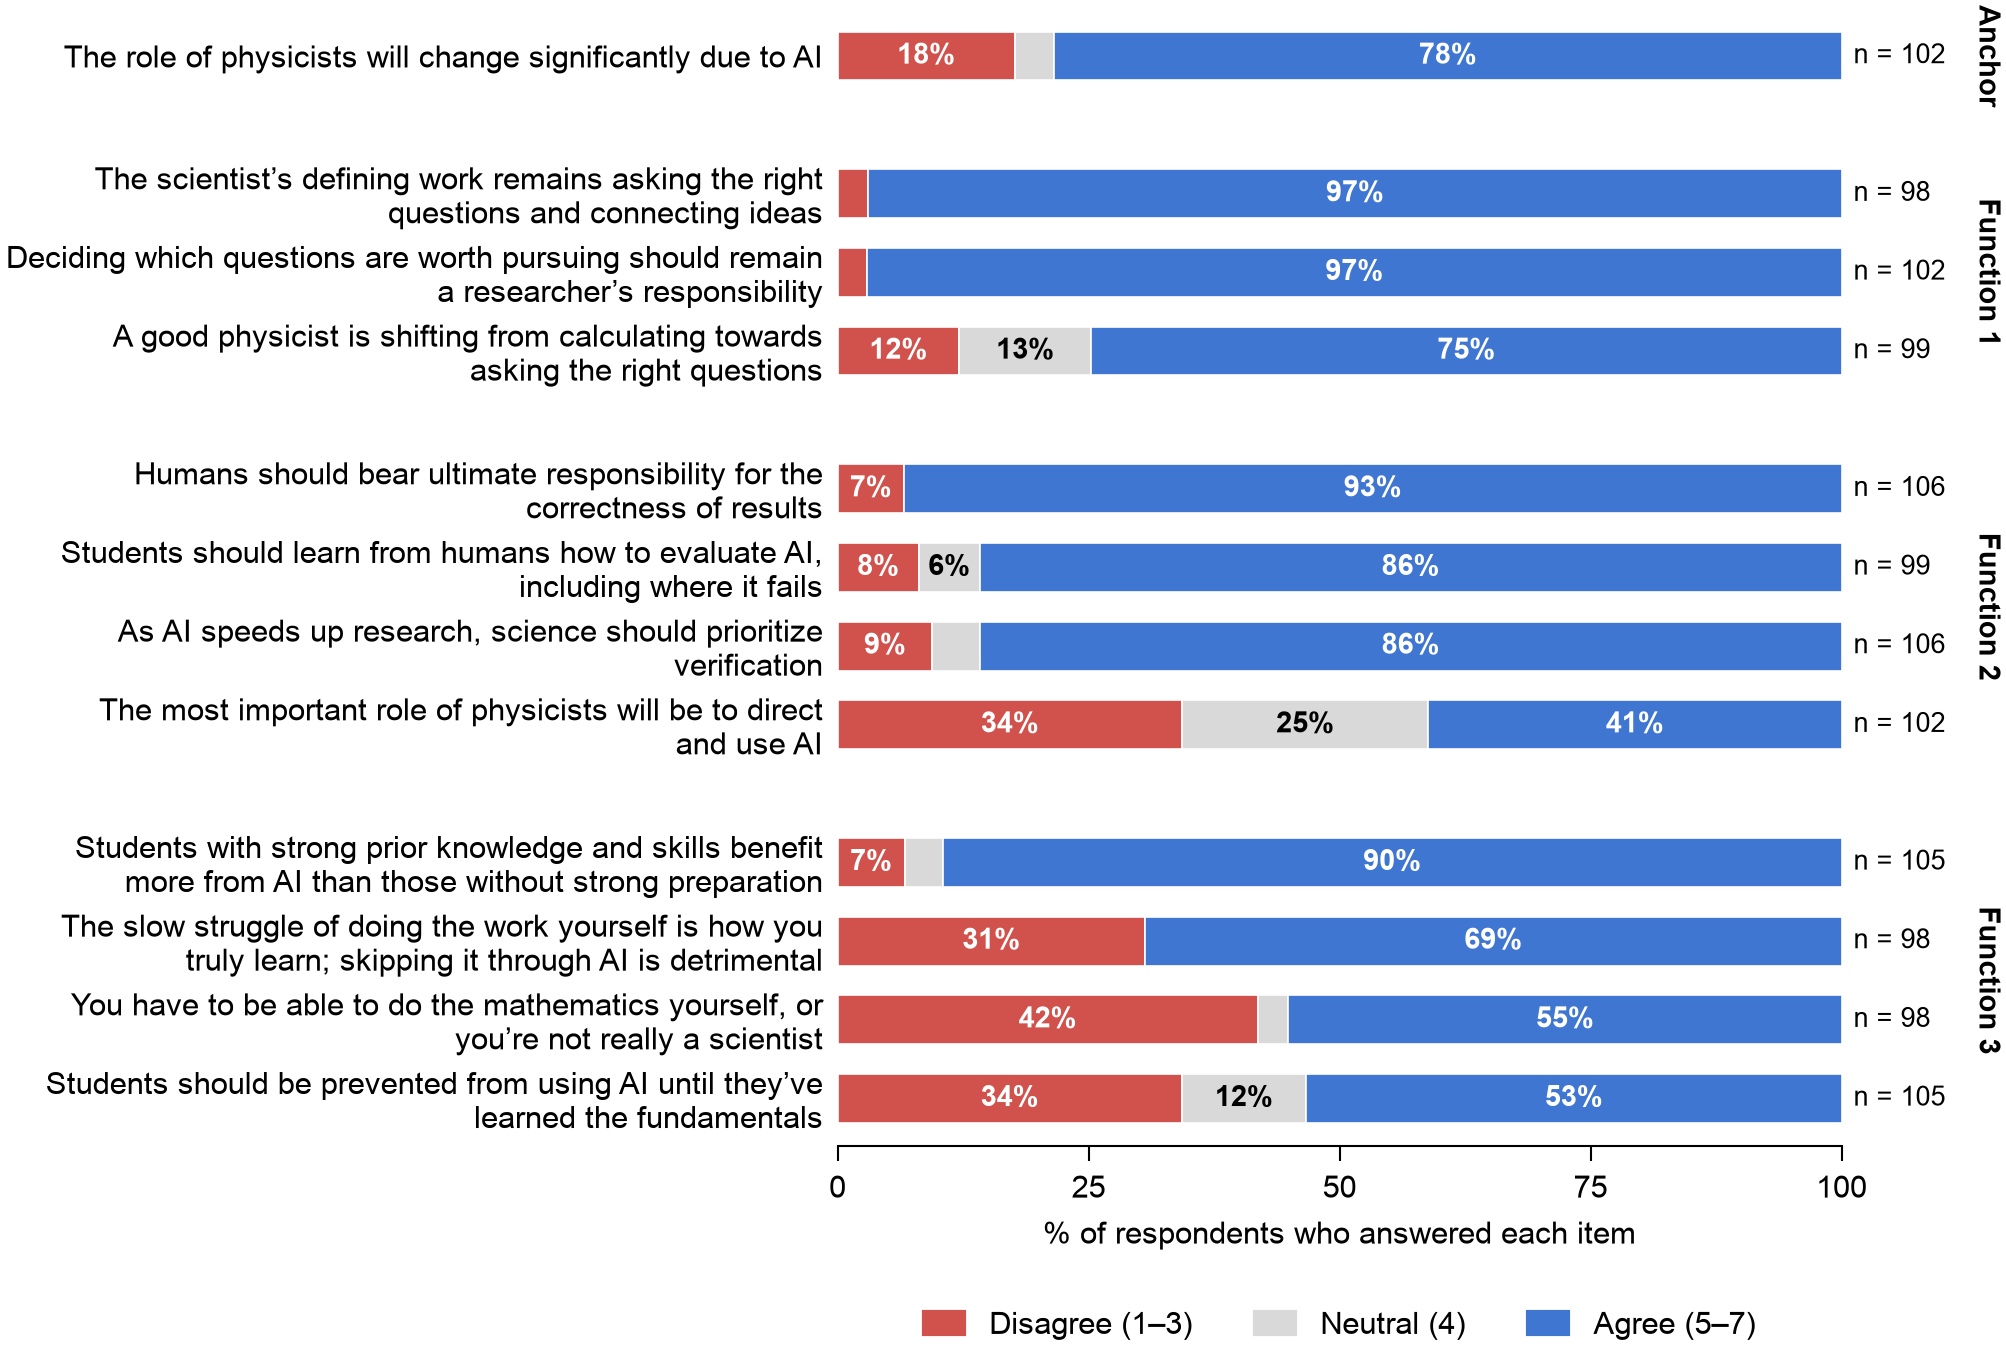 The role of physicists will change significantly due to AI
18%
78%
n = 102
Anchor
The scientist’s defining work remains asking the right
questions and connecting ideas
97%
n = 98
Deciding which questions are worth pursuing should remain
a researcher’s responsibility
97%
n = 102
A good physicist is shifting from calculating towards
asking the right questions
12%
13%
75%
n = 99
Function 1
Humans should bear ultimate responsibility for the
correctness of results
7%
93%
n = 106
Students should learn from humans how to evaluate AI,
including where it fails
8%
6%
86%
n = 99
As AI speeds up research, science should prioritize
verification
9%
86%
n = 106
The most important role of physicists will be to direct
and use AI
34%
25%
41%
n = 102
Function 2
Students with strong prior knowledge and skills benefit
more from AI than those without strong preparation
7%
90%
n = 105
The slow struggle of doing the work yourself is how you
truly learn; skipping it through AI is detrimental
31%
69%
n = 98
You have to be able to do the mathematics yourself, or
you’re not really a scientist
42%
55%
n = 98
Students should be prevented from using AI until they’ve
learned the fundamentals
34%
12%
53%
n = 105
Function 3
0
25
50
75
100
% of respondents who answered each item
Disagree (1–3)
Neutral (4)
Agree (5–7)